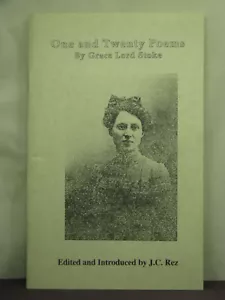 One and Twenty Poems
By Grace Lord Stoke
Edited and Introduced by J.C. Rez